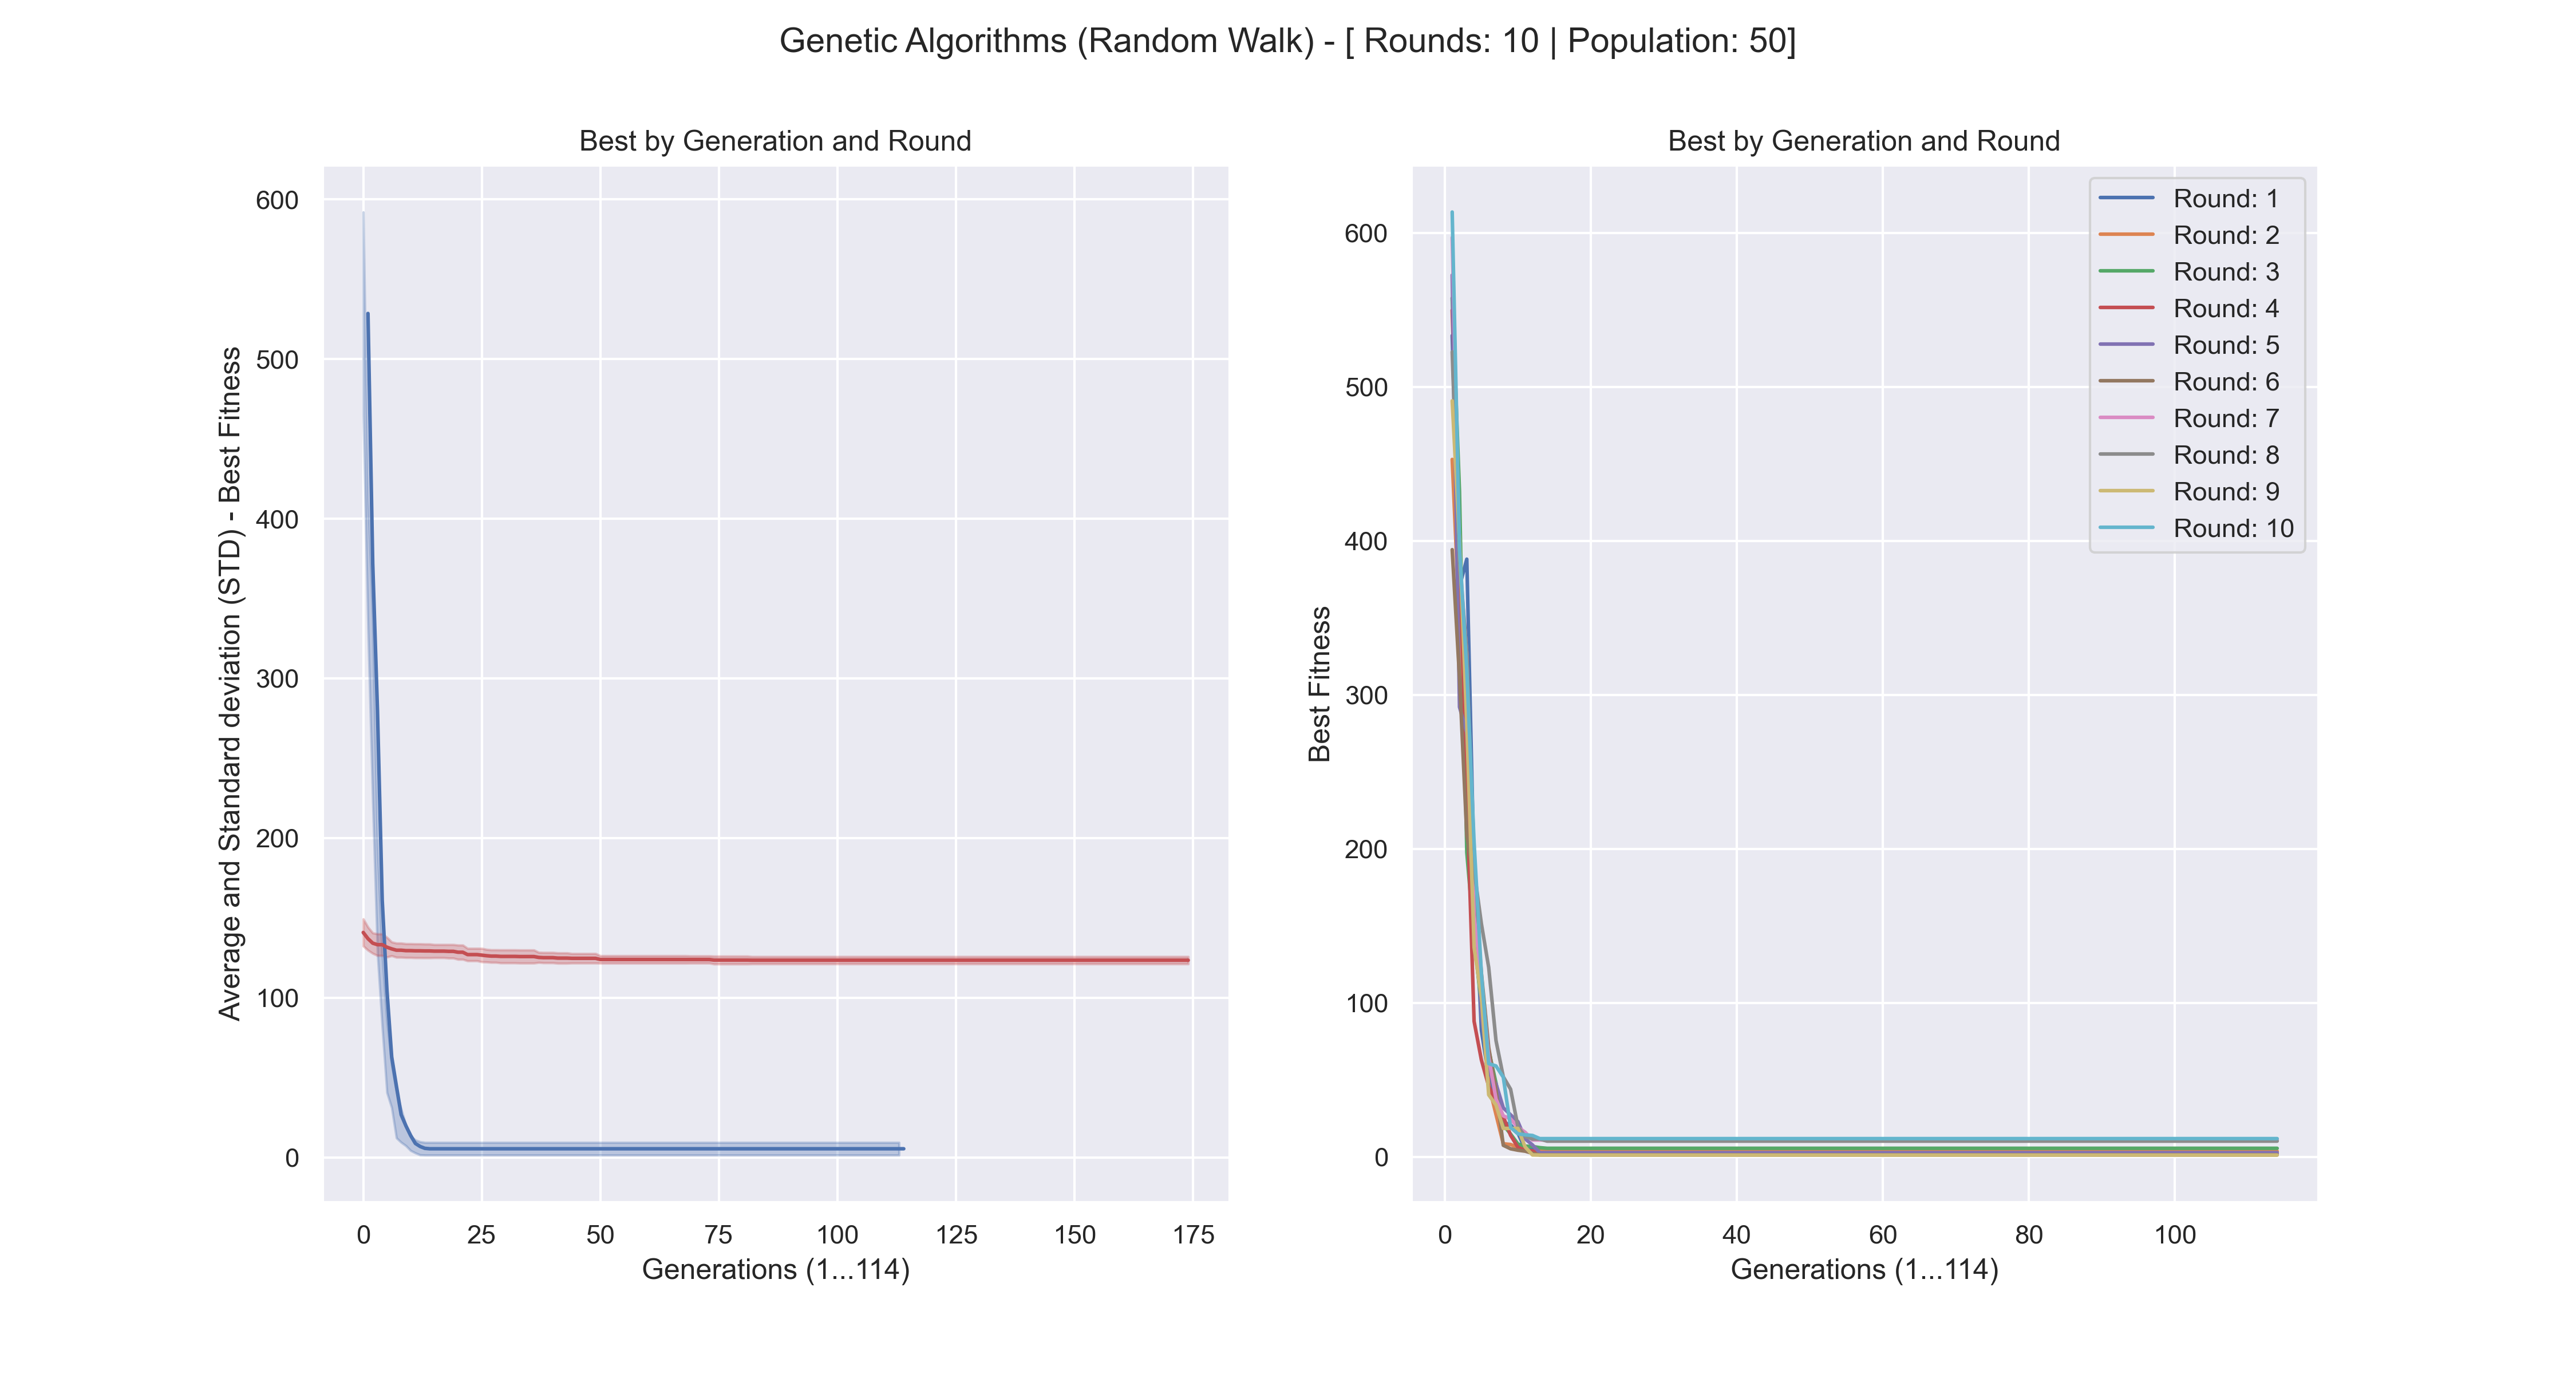 Genetic Algorithms (Random Walk) - [ Rounds: 10 | Population: 50]
Best by Generation and Round
600
500
400
300
200
100
0
Average and Standard deviation (STD) - Best Fitness
0 25 50 75 100 125 150 175
Generations (1...114)
Best by Generation and Round
600
500
400
300
200
100
0
Best Fitness
0 20 40 60 80 100
Generations (1...114)
Round: 1
Round: 2
Round: 3
Round: 4
Round: 5
Round: 6
Round: 7
Round: 8
Round: 9
Round: 10